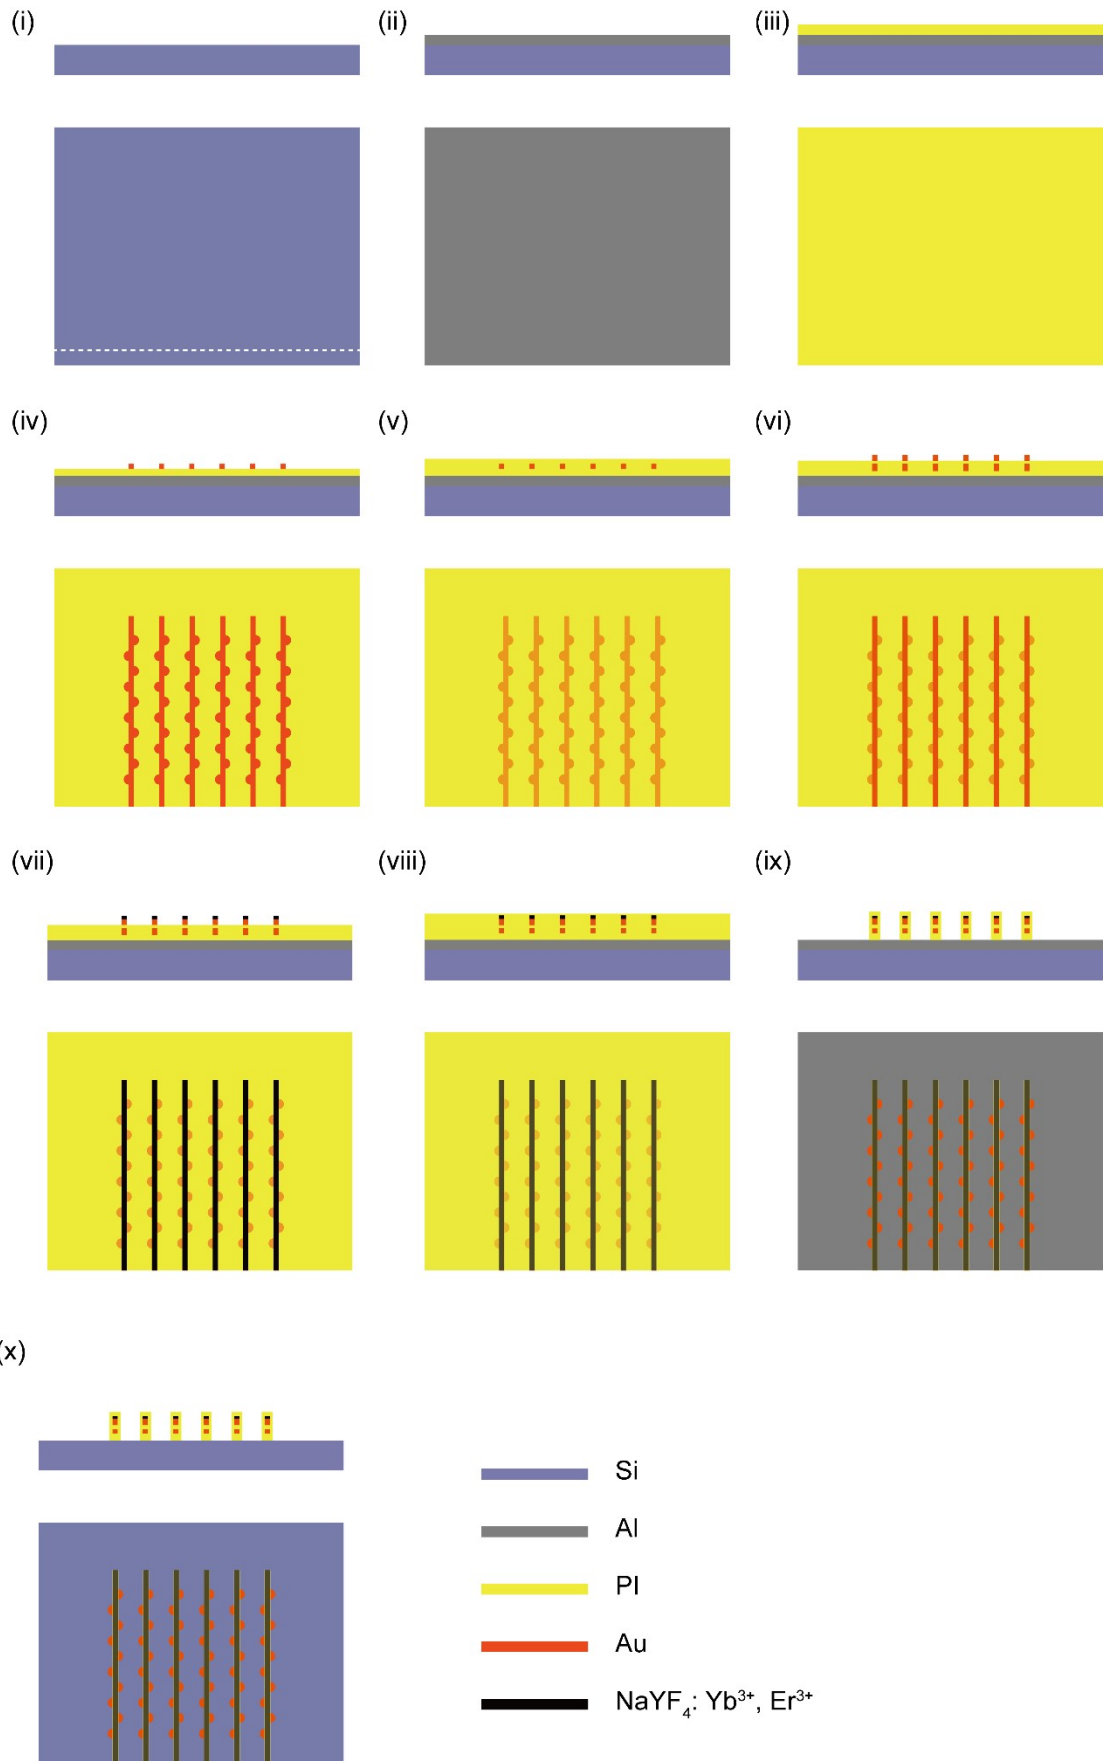 (i) (ii) (iii)
(iv) (v) (vi)
(vii) (viii) (ix)
(x)
Si
Al
PI
Au
NaYF₄: Yb³⁺, Er³⁺